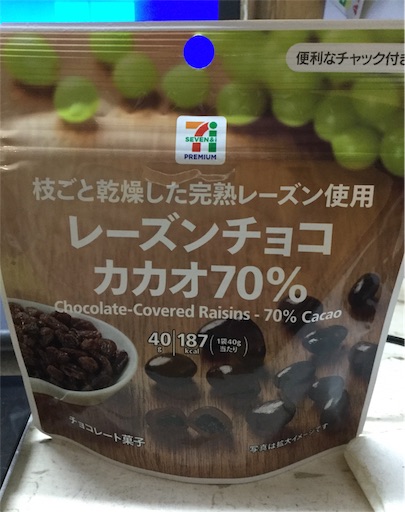 便利なチャック付き
7i
SEVEN&i
PREMIUM
枝ごと乾燥した完熟レーズン使用
レーズンチョコ
カカオ70%
Chocolate-Covered Raisins - 70% Cacao
40g 187kcal (1袋40g当たり)
チョコレート菓子
写真は拡大イメージです